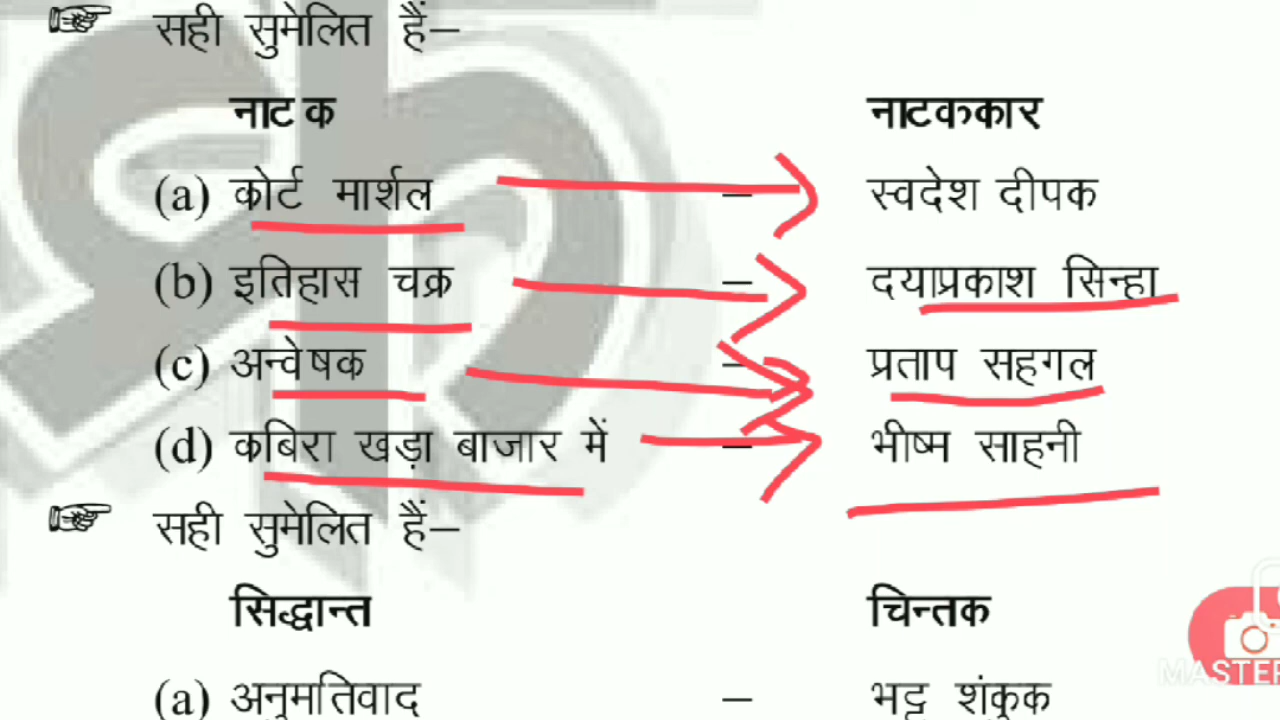 ☞ सही सुमेलित हैं–
नाटक नाटककार
(a) कोर्ट मार्शल – स्वदेश दीपक
(b) इतिहास चक्र – दयाप्रकाश सिन्हा
(c) अन्वेषक – प्रताप सहगल
(d) कबिरा खड़ा बाजार में – भीष्म साहनी
☞ सही सुमेलित हैं–
सिद्धान्त चिन्तक
(a) अनुमतिवाद – भट्ट शंकुक
MASTER